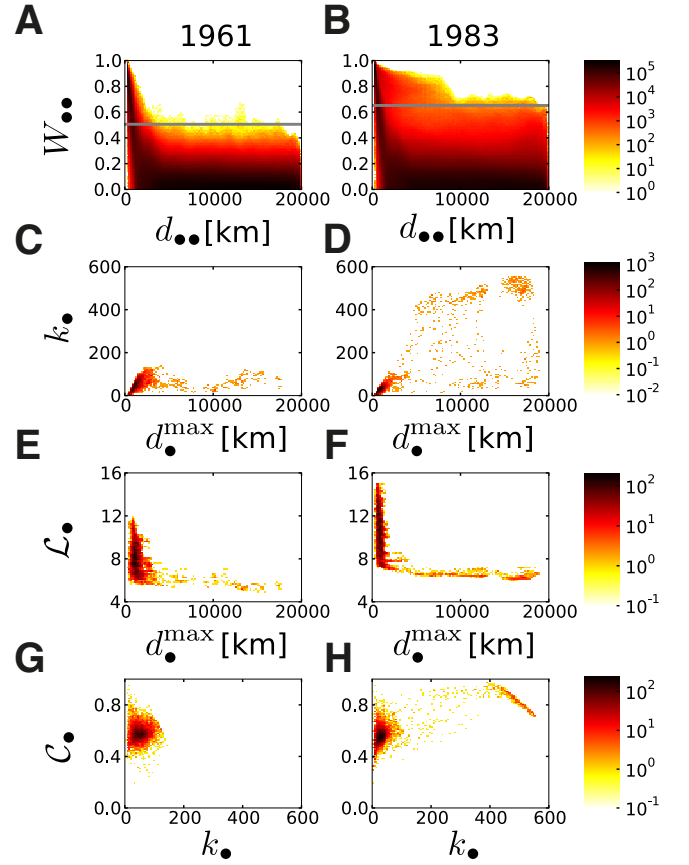 A 1961 B 1983
W●●
1.0 0.8 0.6 0.4 0.2 0.0
0 10000 20000
d●● [km]
1.0 0.8 0.6 0.4 0.2 0.0
0 10000 20000
d●● [km]
10^5 10^4 10^3 10^2 10^1 10^0
C D
k●
600 400 200 0
0 10000 20000
d●^max [km]
600 400 200 0
0 10000 20000
d●^max [km]
10^3 10^2 10^1 10^0 10^-1 10^-2
E F
ℒ●
16 12 8 4
0 10000 20000
d●^max [km]
16 12 8 4
0 10000 20000
d●^max [km]
10^2 10^1 10^0 10^-1
G H
𝒞●
0.8 0.4 0.0
0 200 400 600
k●
0.8 0.4 0.0
0 200 400 600
k●
10^2 10^1 10^0 10^-1